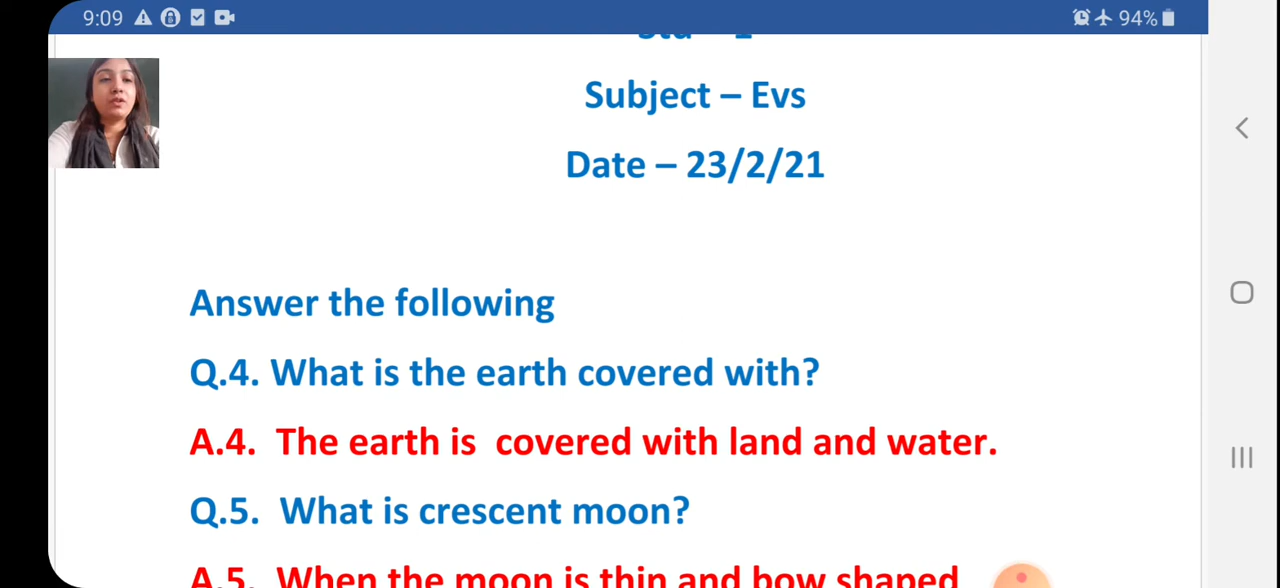 9:09
94%
Std – 1
Subject – Evs
Date – 23/2/21
Answer the following
Q.4. What is the earth covered with?
A.4. The earth is covered with land and water.
Q.5. What is crescent moon?
A.5. When the moon is thin and bow shaped